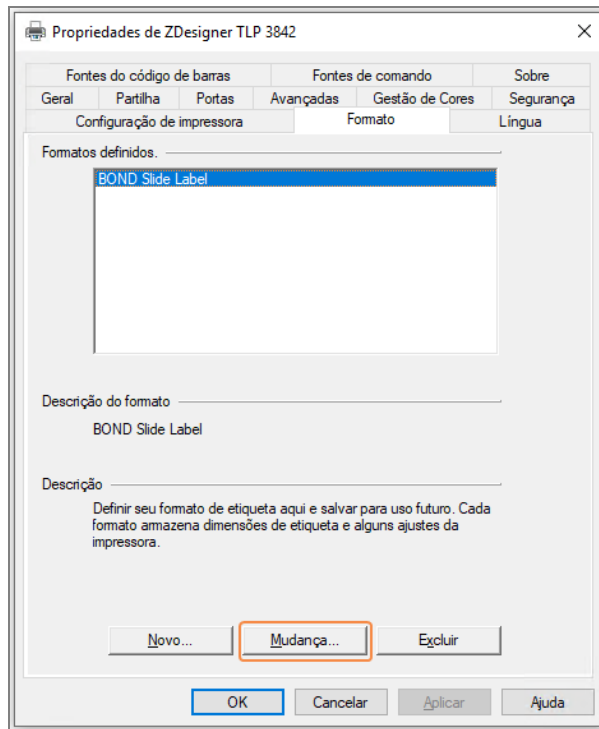 Propriedades de ZDesigner TLP 3842
Fontes do código de barras Fontes de comando Sobre
Geral Partilha Portas Avançadas Gestão de Cores Segurança
Configuração de impressora Formato Língua
Formatos definidos.
BOND Slide Label
Descrição do formato
BOND Slide Label
Descrição
Definir seu formato de etiqueta aqui e salvar para uso futuro. Cada
formato armazena dimensões de etiqueta e alguns ajustes da
impressora.
Novo... Mudança... Excluir
OK Cancelar Aplicar Ajuda